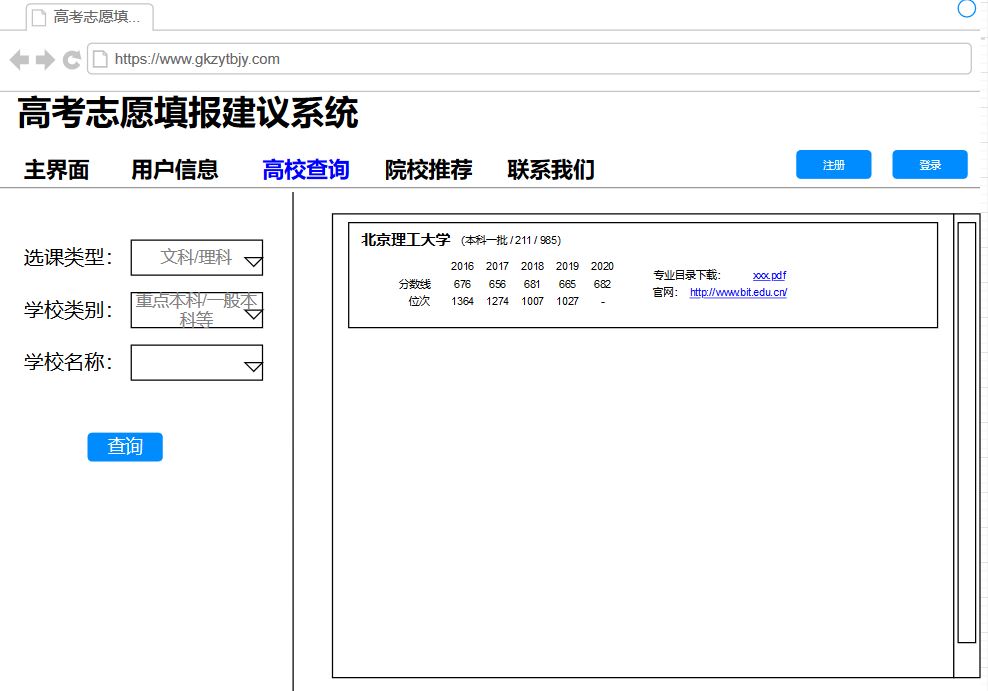 高考志愿填...
https://www.gkzytbjy.com
高考志愿填报建议系统
主界面 用户信息 高校查询 院校推荐 联系我们 注册 登录
选课类型： 文科/理科
学校类别： 重点本科/一般本
科等
学校名称：
查询
北京理工大学 (本科一批 / 211 / 985)
2016 2017 2018 2019 2020
分数线 676 656 681 665 682
位次 1364 1274 1007 1027 -
专业目录下载： xxx.pdf
官网： http://www.bit.edu.cn/